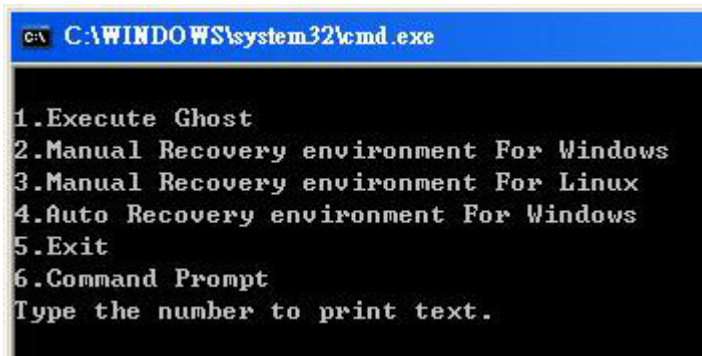 C:\WINDOWS\system32\cmd.exe
1.Execute Ghost
2.Manual Recovery environment For Windows
3.Manual Recovery environment For Linux
4.Auto Recovery environment For Windows
5.Exit
6.Command Prompt
Type the number to print text.